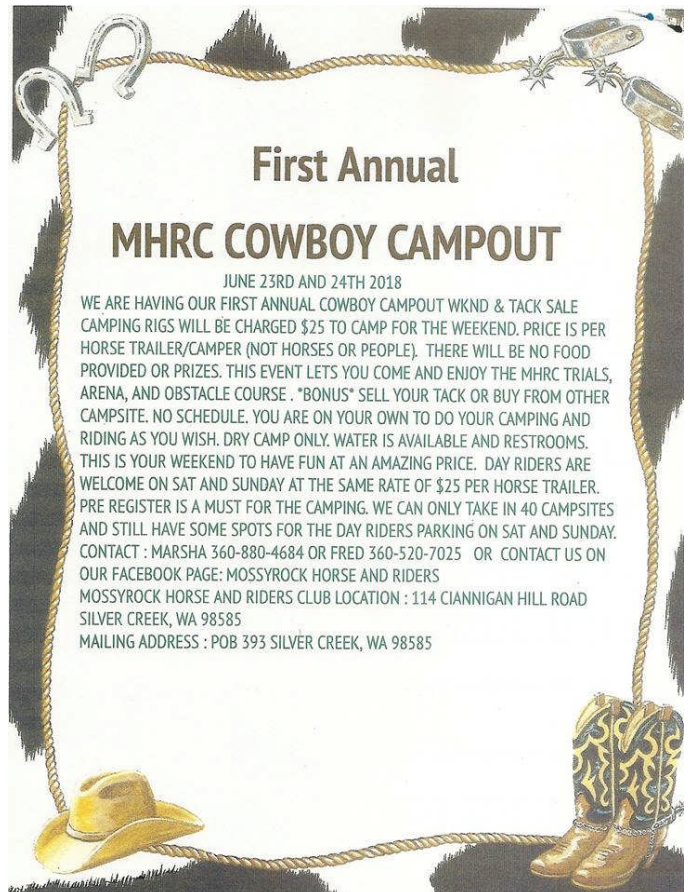 First Annual
MHRC COWBOY CAMPOUT
JUNE 23RD AND 24TH 2018
WE ARE HAVING OUR FIRST ANNUAL COWBOY CAMPOUT WKND & TACK SALE
CAMPING RIGS WILL BE CHARGED $25 TO CAMP FOR THE WEEKEND. PRICE IS PER
HORSE TRAILER/CAMPER (NOT HORSES OR PEOPLE). THERE WILL BE NO FOOD
PROVIDED OR PRIZES. THIS EVENT LETS YOU COME AND ENJOY THE MHRC TRIALS,
ARENA, AND OBSTACLE COURSE . *BONUS* SELL YOUR TACK OR BUY FROM OTHER
CAMPSITE. NO SCHEDULE. YOU ARE ON YOUR OWN TO DO YOUR CAMPING AND
RIDING AS YOU WISH. DRY CAMP ONLY. WATER IS AVAILABLE AND RESTROOMS.
THIS IS YOUR WEEKEND TO HAVE FUN AT AN AMAZING PRICE. DAY RIDERS ARE
WELCOME ON SAT AND SUNDAY AT THE SAME RATE OF $25 PER HORSE TRAILER.
PRE REGISTER IS A MUST FOR THE CAMPING. WE CAN ONLY TAKE IN 40 CAMPSITES
AND STILL HAVE SOME SPOTS FOR THE DAY RIDERS PARKING ON SAT AND SUNDAY.
CONTACT : MARSHA 360-880-4684 OR FRED 360-520-7025 OR CONTACT US ON
OUR FACEBOOK PAGE: MOSSYROCK HORSE AND RIDERS
MOSSYROCK HORSE AND RIDERS CLUB LOCATION : 114 CIANNIGAN HILL ROAD
SILVER CREEK, WA 98585
MAILING ADDRESS : POB 393 SILVER CREEK, WA 98585